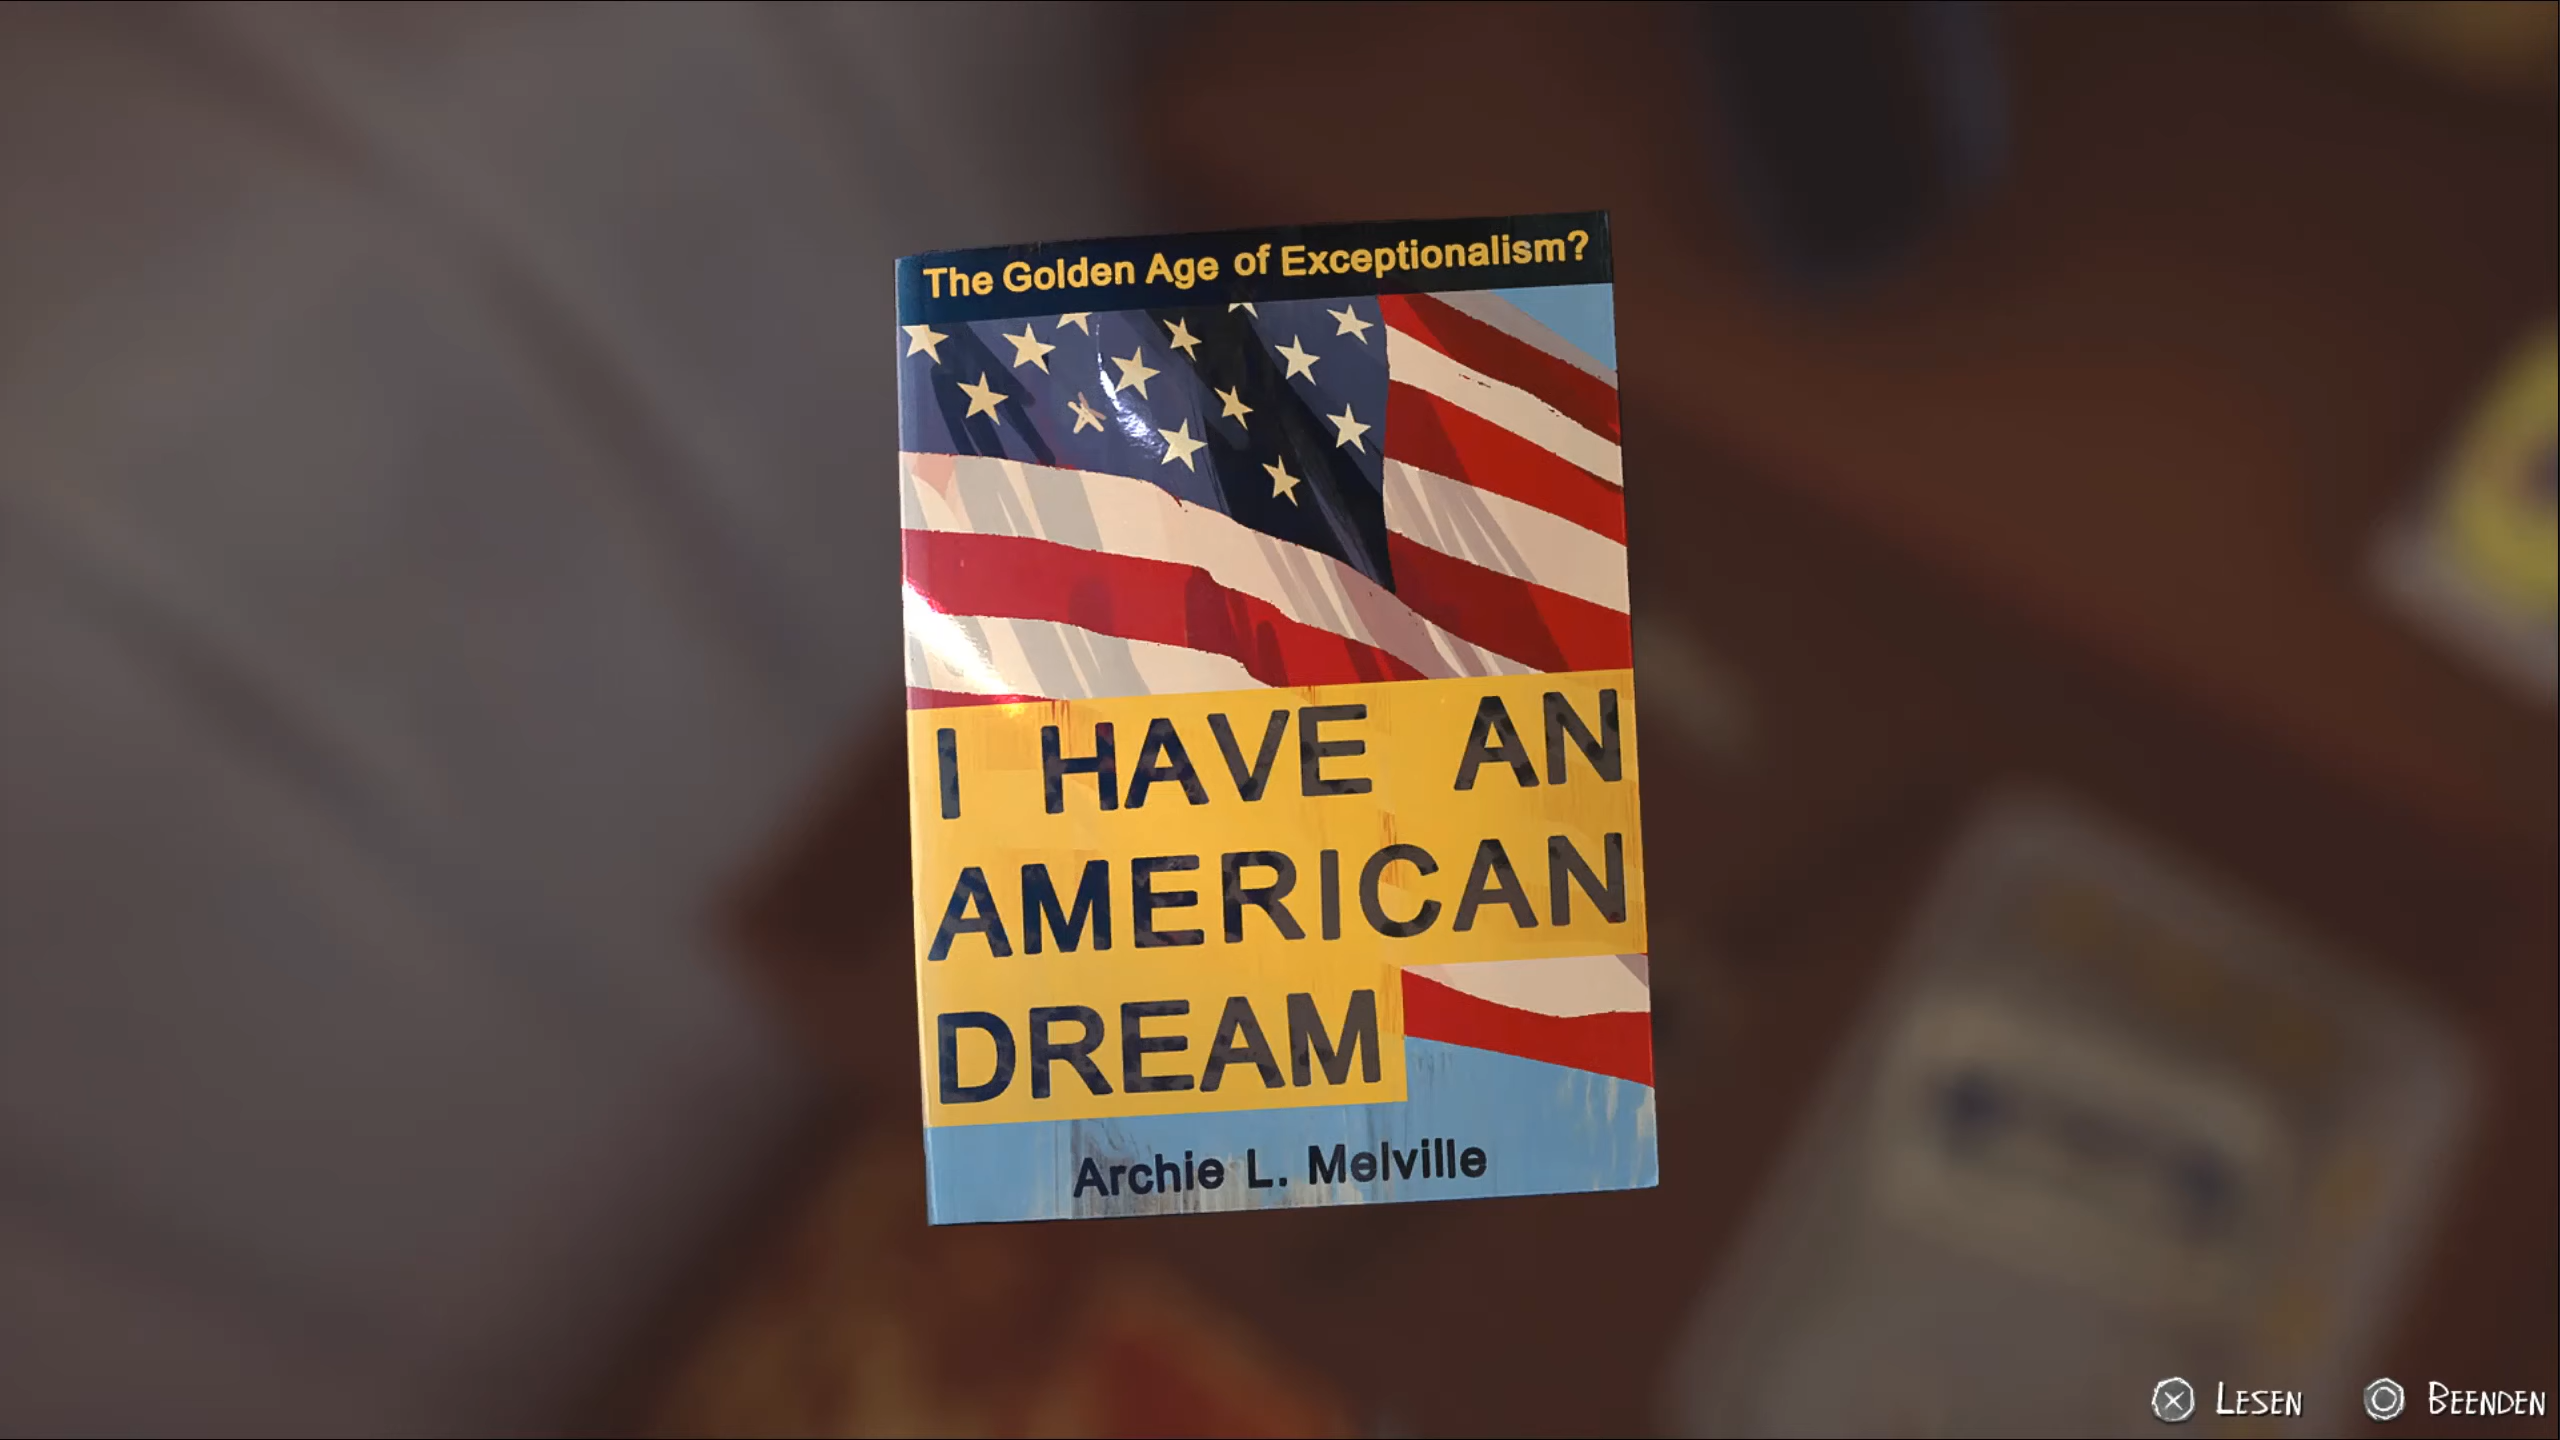 The Golden Age of Exceptionalism?
I HAVE AN
AMERICAN
DREAM
Archie L. Melville
LESEN
BEENDEN